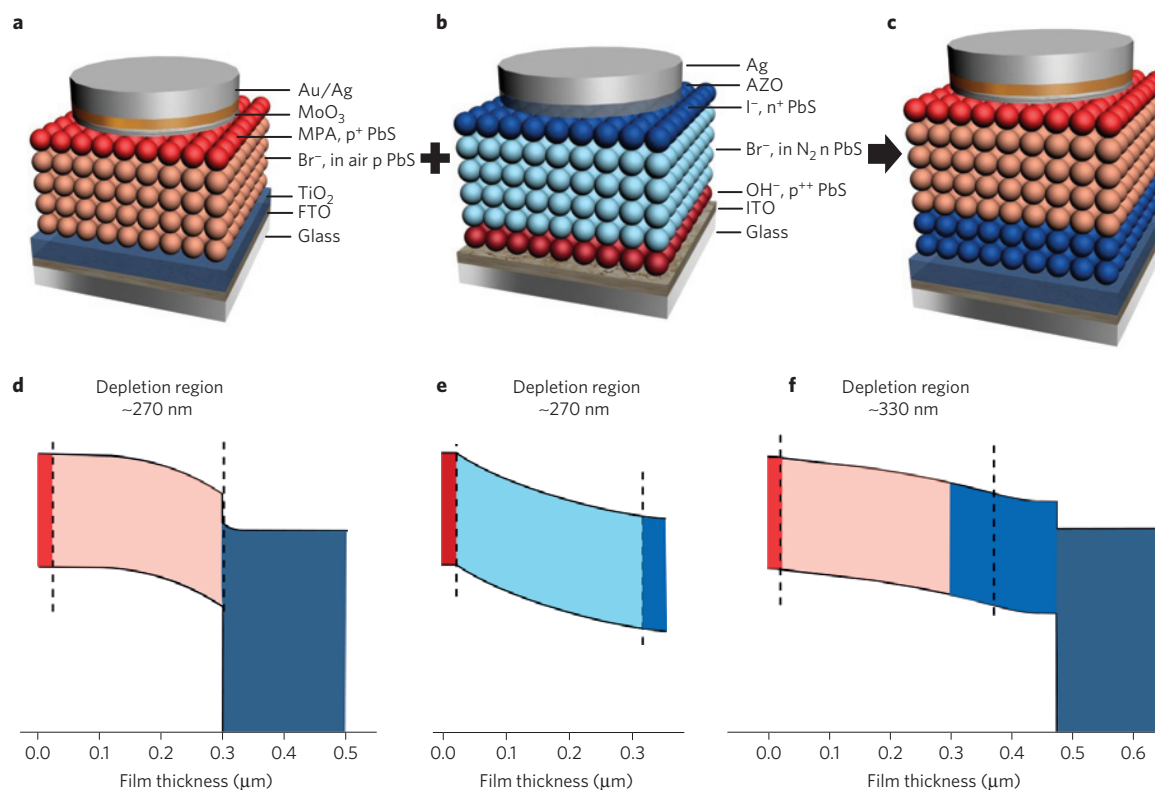 a
Au/Ag
MoO₃
MPA, p⁺ PbS
Br⁻, in air p PbS
TiO₂
FTO
Glass
b
Ag
AZO
I⁻, n⁺ PbS
Br⁻, in N₂ n PbS
OH⁻, p⁺⁺ PbS
ITO
Glass
c
d
Depletion region
~270 nm
0.0 0.1 0.2 0.3 0.4 0.5
Film thickness (μm)
e
Depletion region
~270 nm
0.0 0.1 0.2 0.3
Film thickness (μm)
f
Depletion region
~330 nm
0.0 0.1 0.2 0.3 0.4 0.5 0.6
Film thickness (μm)